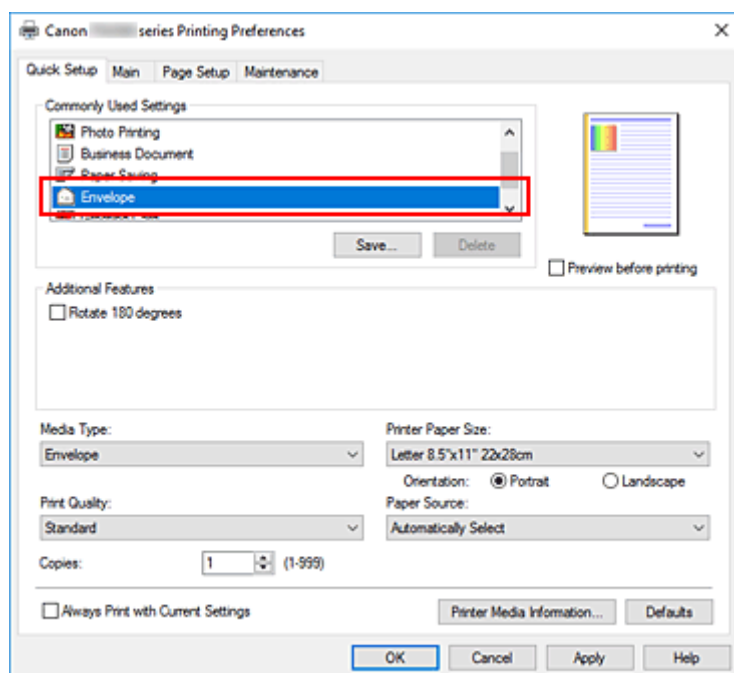 Canon series Printing Preferences
Quick Setup Main Page Setup Maintenance
Commonly Used Settings
Photo Printing
Business Document
Paper Saving
Envelope
Save... Delete
Preview before printing
Additional Features
Rotate 180 degrees
Media Type: Printer Paper Size:
Envelope Letter 8.5"x11" 22x28cm
Orientation: Portrait Landscape
Print Quality: Paper Source:
Standard Automatically Select
Copies: 1 (1-999)
Always Print with Current Settings Printer Media Information... Defaults
OK Cancel Apply Help